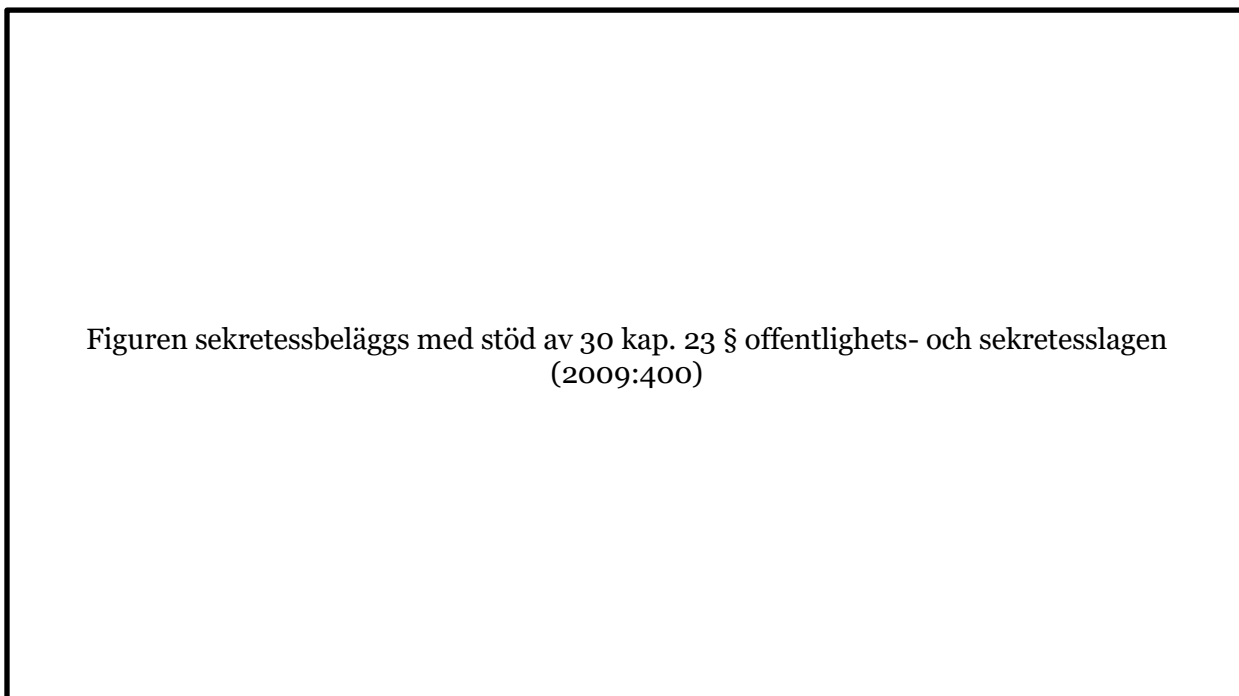 Figuren sekretessbeläggs med stöd av 30 kap. 23 § offentlighets- och sekretesslagen
(2009:400)